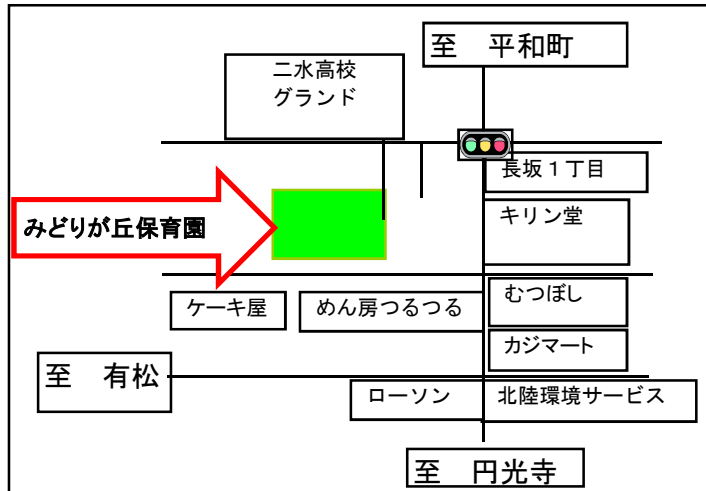 至　平和町
二水高校
グランド
長坂１丁目
みどりが丘保育園
キリン堂
むつぼし
ケーキ屋
めん房つるつる
カジマート
至　有松
ローソン
北陸環境サービス
至　円光寺